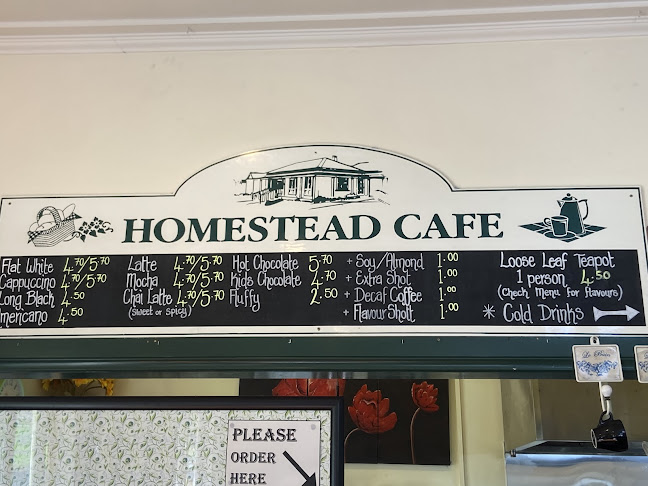 HOMESTEAD CAFE
Flat White 4.70/5.70
Cappuccino 4.70/5.70
Long Black 4.50
mericano 4.50
Latte 4.70/5.70
Mocha 4.70/5.70
Chai Latte 4.70/5.70
(Sweet or Spicy)
Hot Chocolate 5.70
Kids Chocolate 4.70
Fluffy 2.50
+ Soy/Almond 1.00
+ Extra Shot 1.00
+ Decaf Coffee 1.00
+ Flavour Shott 1.00
Loose Leaf Teapot
1 person 4.50
(Check Menu for flavours)
* Cold Drinks
PLEASE
ORDER
HERE